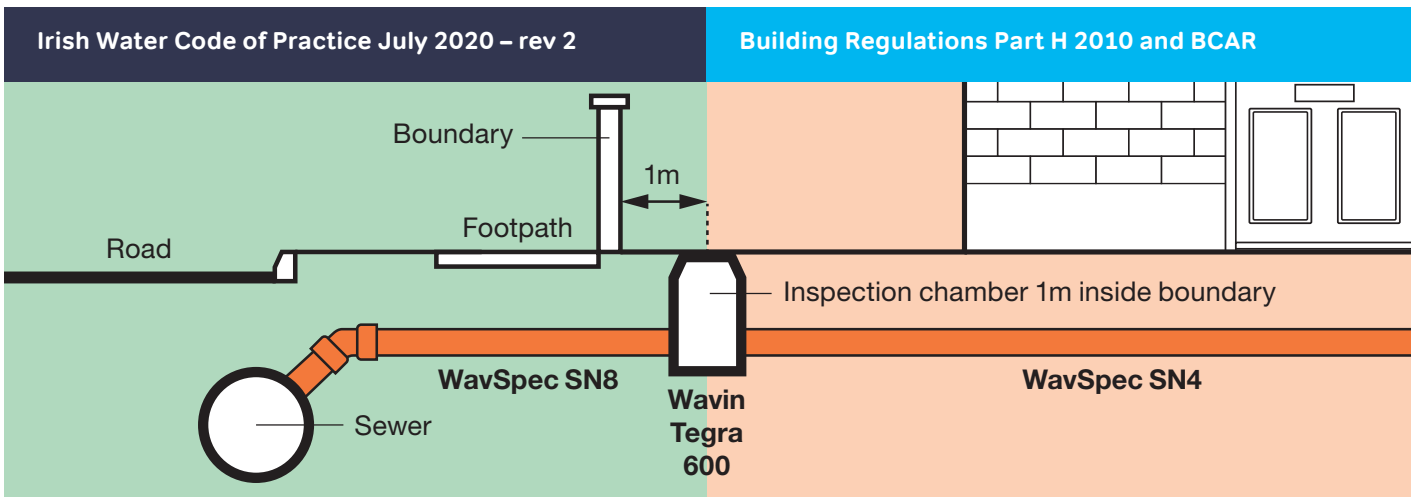 Irish Water Code of Practice July 2020 – rev 2
Building Regulations Part H 2010 and BCAR
Boundary
1m
Footpath
Road
Inspection chamber 1m inside boundary
WavSpec SN8
WavSpec SN4
Wavin
Tegra
600
Sewer